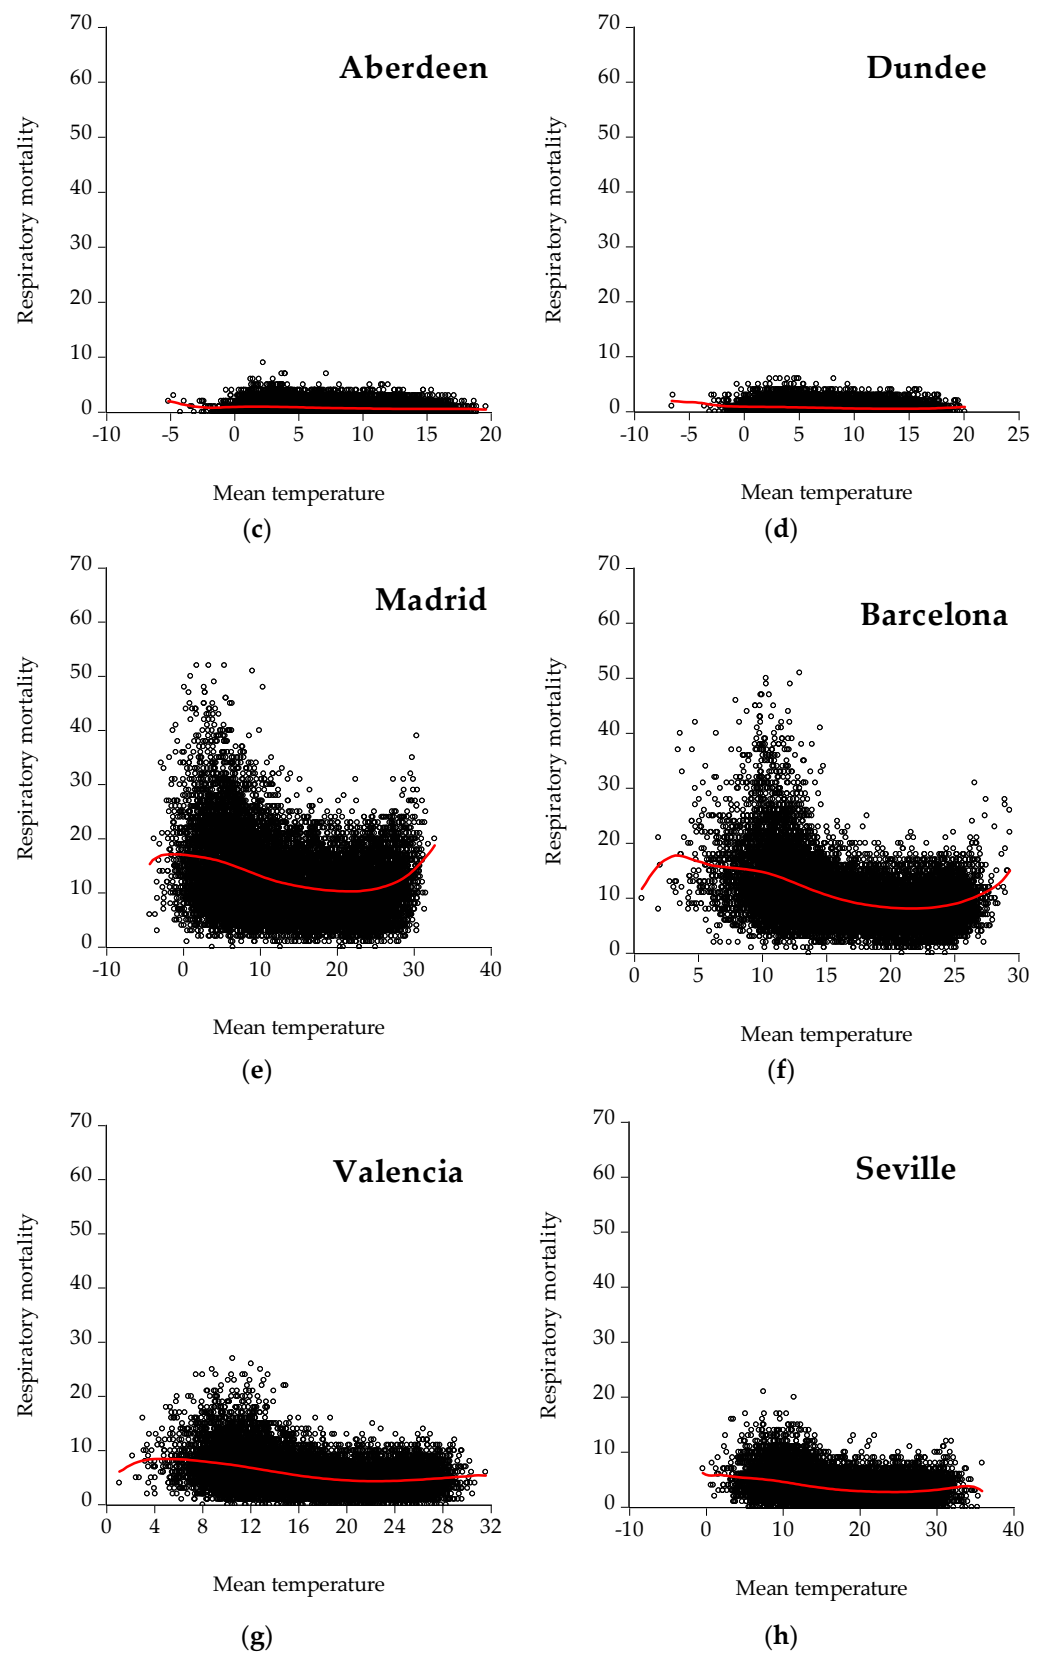 70
60
50
40
30
20
10
0
Respiratory mortality
Aberdeen
-10 -5 0 5 10 15 20
Mean temperature
(c)
70
60
50
40
30
20
10
0
Respiratory mortality
Dundee
-10 -5 0 5 10 15 20 25
Mean temperature
(d)
70
60
50
40
30
20
10
0
Respiratory mortality
Madrid
-10 0 10 20 30 40
Mean temperature
(e)
70
60
50
40
30
20
10
0
Respiratory mortality
Barcelona
0 5 10 15 20 25 30
Mean temperature
(f)
70
60
50
40
30
20
10
0
Respiratory mortality
Valencia
0 4 8 12 16 20 24 28 32
Mean temperature
(g)
70
60
50
40
30
20
10
0
Respiratory mortality
Seville
-10 0 10 20 30 40
Mean temperature
(h)